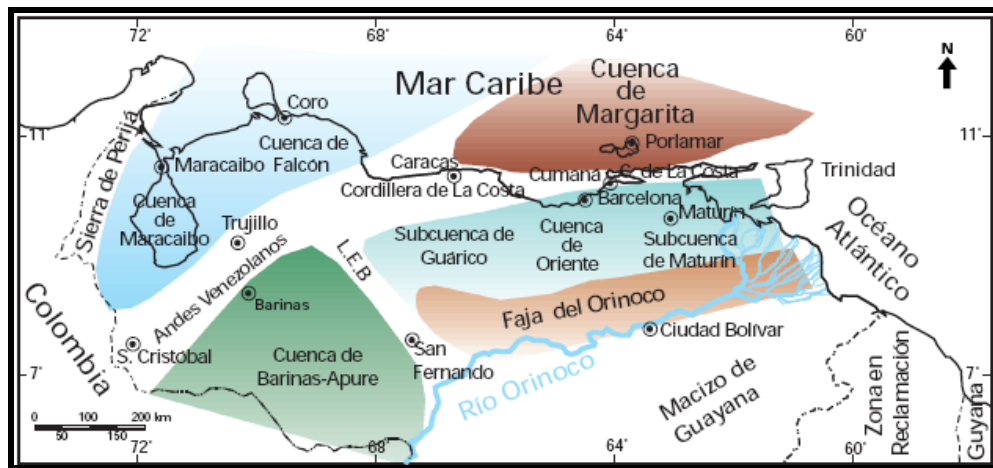 72'
68'
64'
60'
N
Mar Caribe
Cuenca
de
Margarita
Coro
11'
11'
Cuenca de
Falcón
Porlamar
Sierra de Perijá
Maracaibo
Caracas
Cumana
C. de La Costa
Trinidad
Cordillera de La Costa
Barcelona
Cuenca
de
Maracaibo
Trujillo
Maturín
Océano
Atlántico
Subcuenca de
Guárico
Cuenca
de
Oriente
Subcuenca
de Maturín
L.E.B
Andes Venezolanos
Barinas
Faja del Orinoco
Colombia
S. Cristóbal
Cuenca de
Barinas-Apure
San
Fernando
Ciudad Bolívar
7'
7'
Río Orinoco
Macizo de
Guayana
Zona en
Reclamación
Guyana
0 100 200 km
50 150
72'
68'
64'
60'